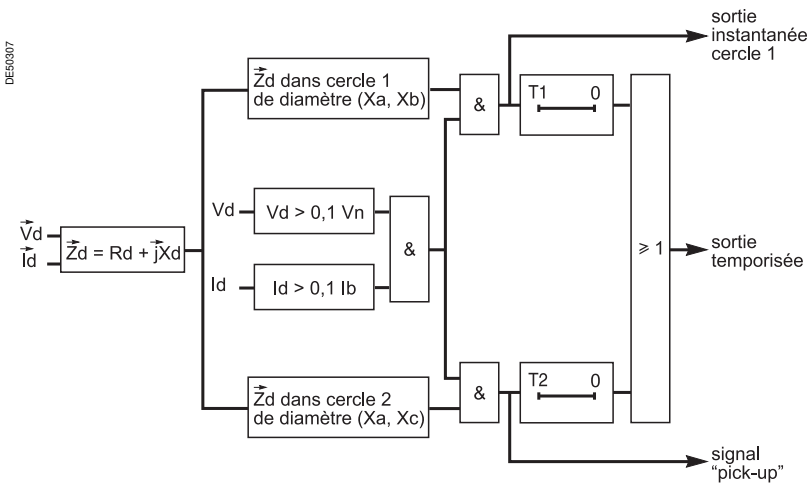 DE50307
sortie
instantanée
cercle 1
Zd dans cercle 1
de diamètre (Xa, Xb)
&
T1 0
Vd
Vd > 0,1 Vn
Vd
Id
Zd = Rd + jXd
&
≥ 1
sortie
temporisée
Id
Id > 0,1 Ib
Zd dans cercle 2
de diamètre (Xa, Xc)
&
T2 0
signal
“pick-up”